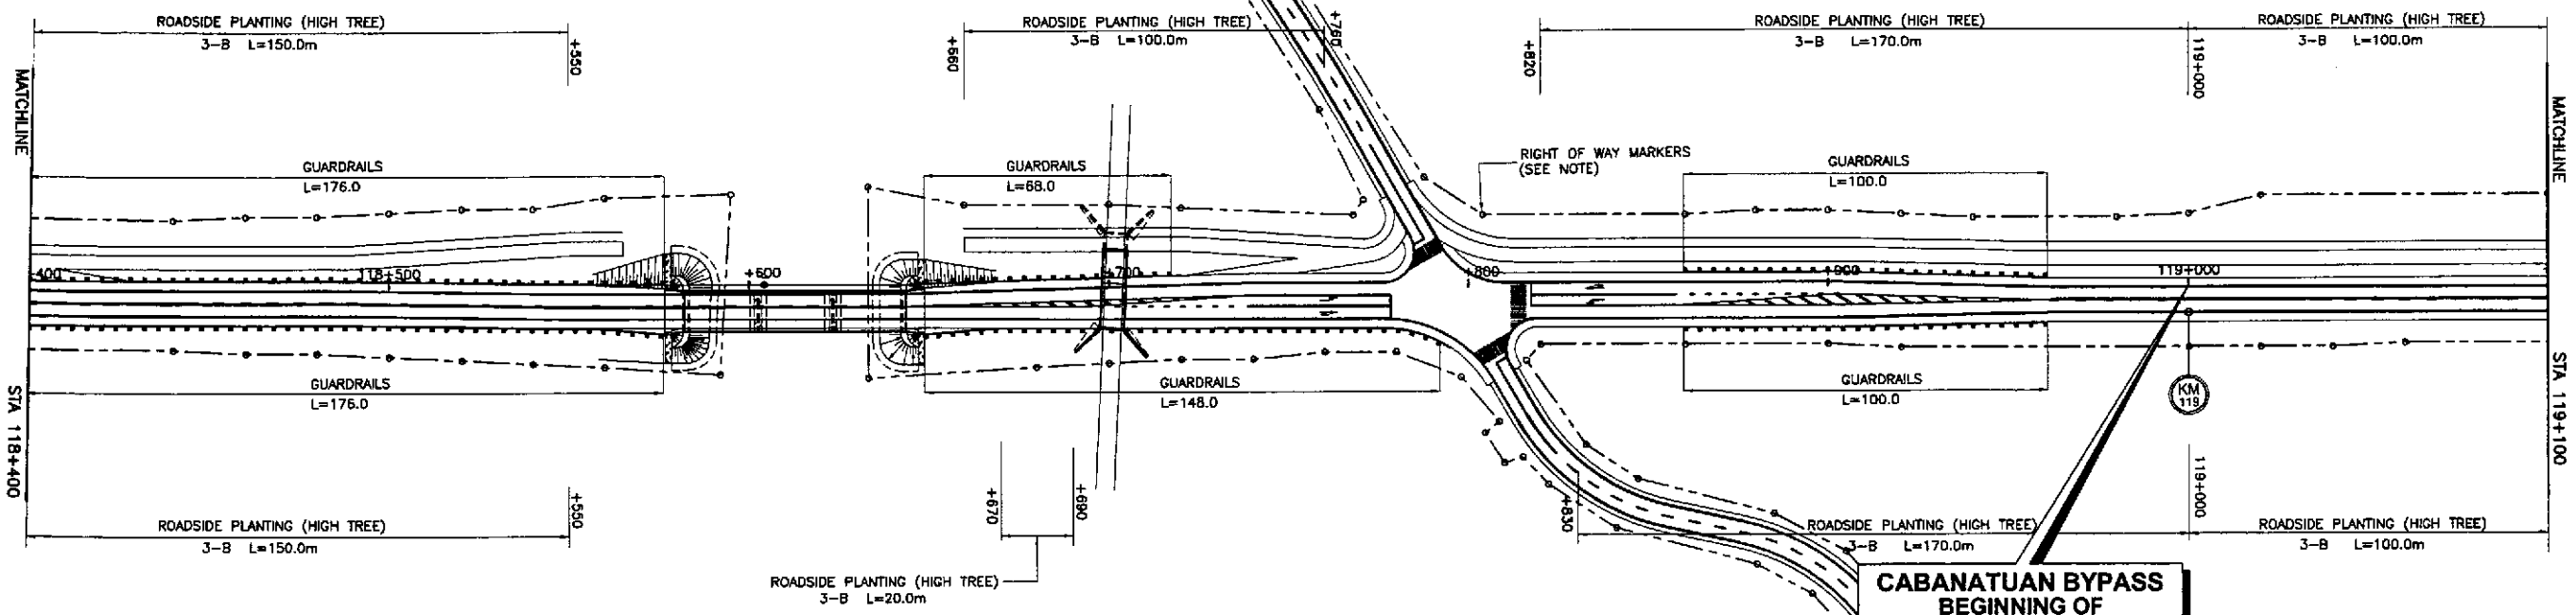 ROADSIDE PLANTING (HIGH TREE)
3-B L=150.0m
+550
ROADSIDE PLANTING (HIGH TREE)
3-B L=100.0m
+660
+760
ROADSIDE PLANTING (HIGH TREE)
3-B L=170.0m
+820
119+000
ROADSIDE PLANTING (HIGH TREE)
3-B L=100.0m
MATCHLINE
MATCHLINE
GUARDRAILS
L=176.0
GUARDRAILS
L=68.0
RIGHT OF WAY MARKERS
(SEE NOTE)
GUARDRAILS
L=100.0
+400
118+500
+600
+700
+800
+900
119+000
GUARDRAILS
L=176.0
GUARDRAILS
L=148.0
GUARDRAILS
L=100.0
KM
119
STA 118+400
STA 119+100
+550
+670
+690
+830
119+000
ROADSIDE PLANTING (HIGH TREE)
3-B L=150.0m
ROADSIDE PLANTING (HIGH TREE)
3-B L=20.0m
ROADSIDE PLANTING (HIGH TREE)
3-B L=170.0m
ROADSIDE PLANTING (HIGH TREE)
3-B L=100.0m
CABANATUAN BYPASS
BEGINNING OF